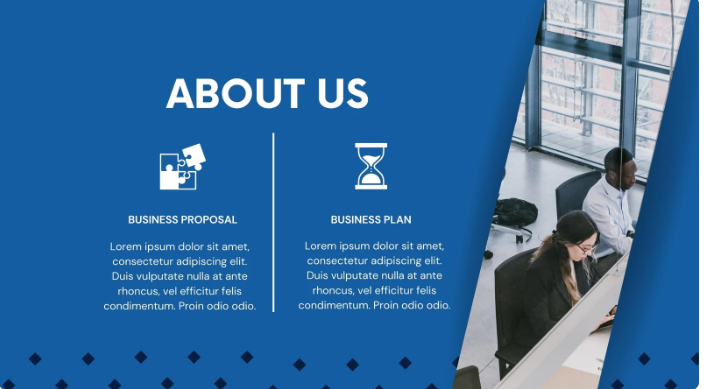 ABOUT US
BUSINESS PROPOSAL
Lorem ipsum dolor sit amet,
consectetur adipiscing elit.
Duis vulputate nulla at ante
rhoncus, vel efficitur felis
condimentum. Proin odio odio.
BUSINESS PLAN
Lorem ipsum dolor sit amet,
consectetur adipiscing elit.
Duis vulputate nulla at ante
rhoncus, vel efficitur felis
condimentum. Proin odio odio.